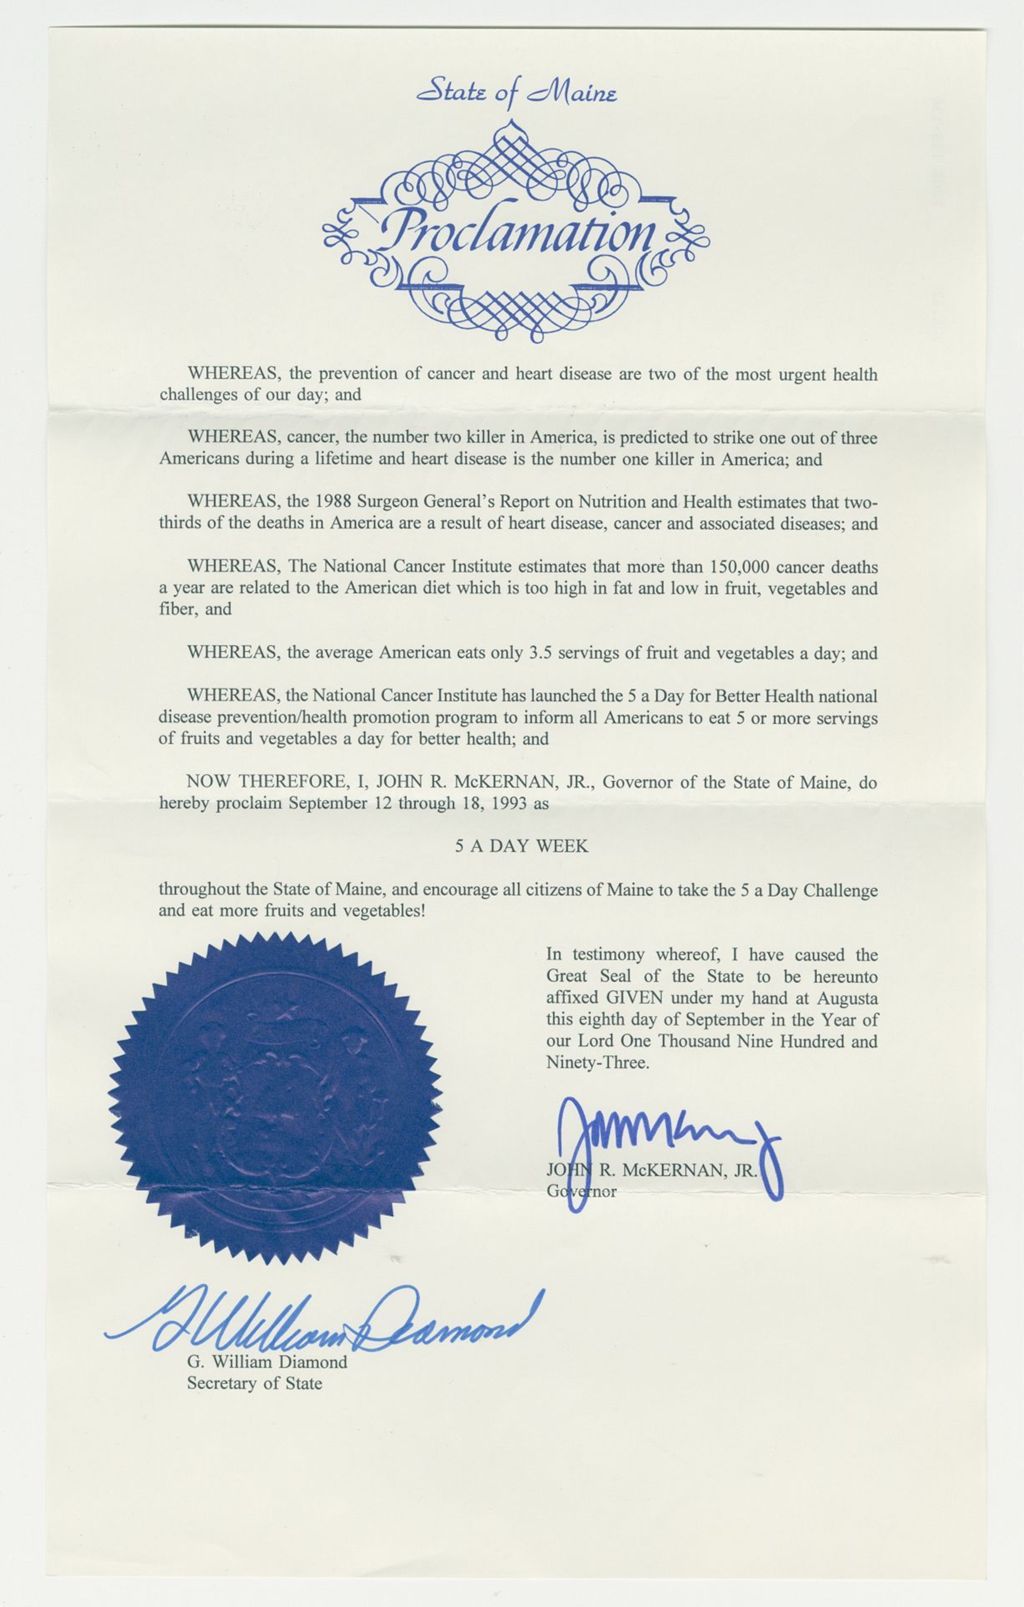 State of Maine
Proclamation
WHEREAS, the prevention of cancer and heart disease are two of the most urgent health
challenges of our day; and
WHEREAS, cancer, the number two killer in America, is predicted to strike one out of three
Americans during a lifetime and heart disease is the number one killer in America; and
WHEREAS, the 1988 Surgeon General's Report on Nutrition and Health estimates that two-
thirds of the deaths in America are a result of heart disease, cancer and associated diseases; and
WHEREAS, The National Cancer Institute estimates that more than 150,000 cancer deaths
a year are related to the American diet which is too high in fat and low in fruit, vegetables and
fiber, and
WHEREAS, the average American eats only 3.5 servings of fruit and vegetables a day; and
WHEREAS, the National Cancer Institute has launched the 5 a Day for Better Health national
disease prevention/health promotion program to inform all Americans to eat 5 or more servings
of fruits and vegetables a day for better health; and
NOW THEREFORE, I, JOHN R. McKERNAN, JR., Governor of the State of Maine, do
hereby proclaim September 12 through 18, 1993 as
5 A DAY WEEK
throughout the State of Maine, and encourage all citizens of Maine to take the 5 a Day Challenge
and eat more fruits and vegetables!
In testimony whereof, I have caused the
Great Seal of the State to be hereunto
affixed GIVEN under my hand at Augusta
this eighth day of September in the Year of
our Lord One Thousand Nine Hundred and
Ninety-Three.
JOHN R. McKERNAN, JR.
Governor
G William Diamond
G. William Diamond
Secretary of State